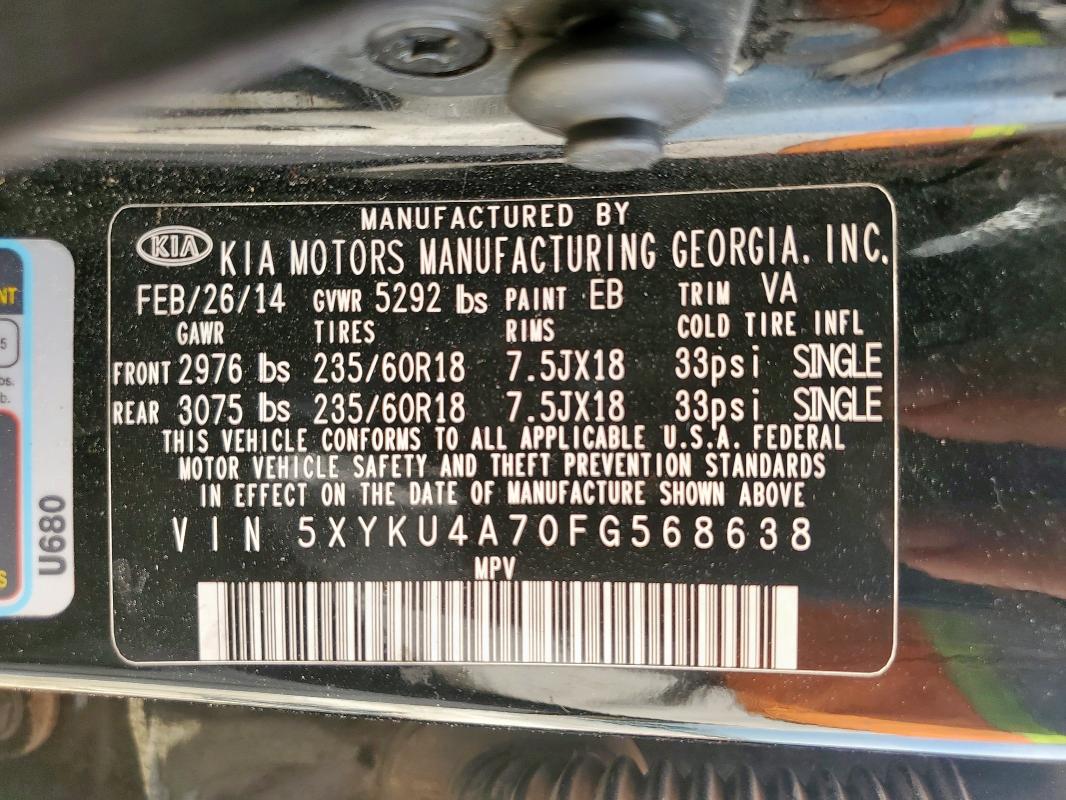 MANUFACTURED BY
KIA KIA MOTORS MANUFACTURING GEORGIA, INC.
FEB/26/14 GVWR 5292 lbs PAINT EB TRIM VA
GAWR TIRES RIMS COLD TIRE INFL
FRONT 2976 lbs 235/60R18 7.5JX18 33psi SINGLE
REAR 3075 lbs 235/60R18 7.5JX18 33psi SINGLE
THIS VEHICLE CONFORMS TO ALL APPLICABLE U.S.A. FEDERAL
MOTOR VEHICLE SAFETY AND THEFT PREVENTION STANDARDS
IN EFFECT ON THE DATE OF MANUFACTURE SHOWN ABOVE
VIN 5XYKU4A70FG568638
MPV
U680